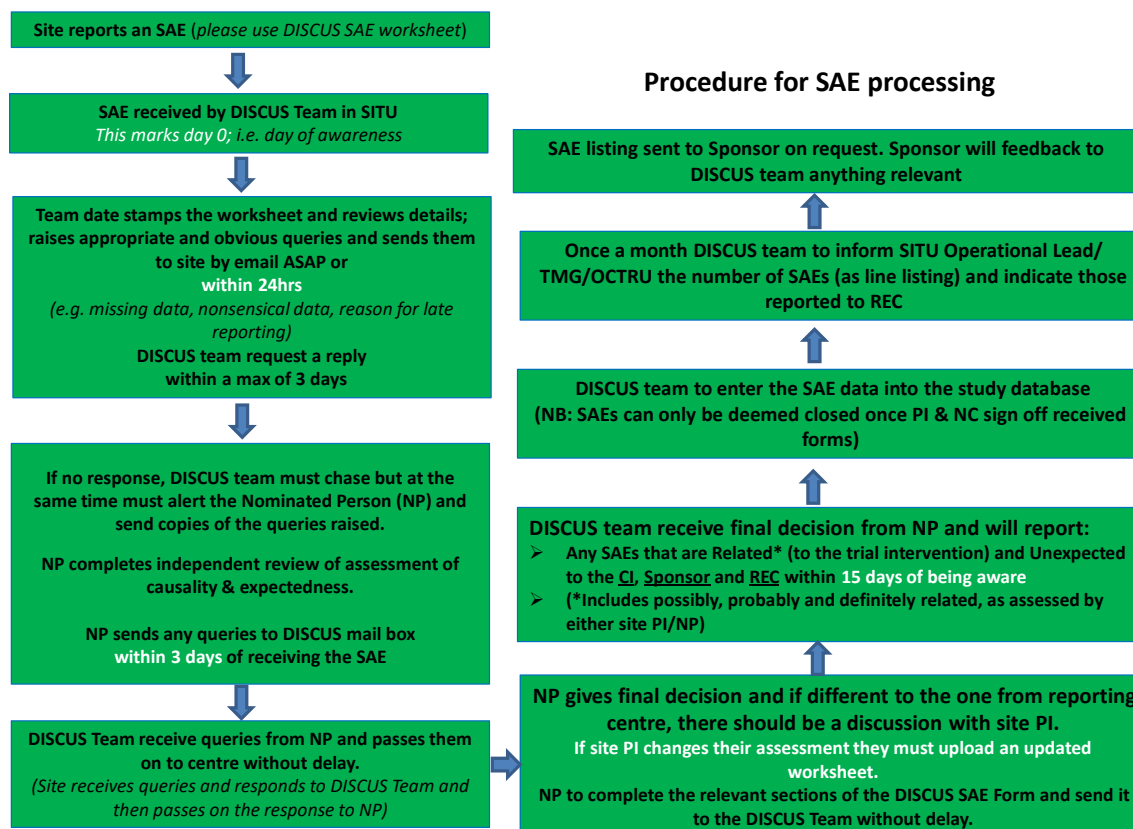 Site reports an SAE (please use DISCUS SAE worksheet)
SAE received by DISCUS Team in SITU
This marks day 0; i.e. day of awareness
Team date stamps the worksheet and reviews details;
raises appropriate and obvious queries and sends them
to site by email ASAP or
within 24hrs
(e.g. missing data, nonsensical data, reason for late
reporting)
DISCUS team request a reply
within a max of 3 days
If no response, DISCUS team must chase but at the
same time must alert the Nominated Person (NP) and
send copies of the queries raised.
NP completes independent review of assessment of
causality & expectedness.
NP sends any queries to DISCUS mail box
within 3 days of receiving the SAE
DISCUS Team receive queries from NP and passes them
on to centre without delay.
(Site receives queries and responds to DISCUS Team and
then passes on the response to NP)
Procedure for SAE processing
SAE listing sent to Sponsor on request. Sponsor will feedback to
DISCUS team anything relevant
Once a month DISCUS team to inform SITU Operational Lead/
TMG/OCTRU the number of SAEs (as line listing) and indicate those
reported to REC
DISCUS team to enter the SAE data into the study database
(NB: SAEs can only be deemed closed once PI & NC sign off received
forms)
DISCUS team receive final decision from NP and will report:
➢ Any SAEs that are Related* (to the trial intervention) and Unexpected
to the CI, Sponsor and REC within 15 days of being aware
➢ (*Includes possibly, probably and definitely related, as assessed by
either site PI/NP)
NP gives final decision and if different to the one from reporting
centre, there should be a discussion with site PI.
If site PI changes their assessment they must upload an updated
worksheet.
NP to complete the relevant sections of the DISCUS SAE Form and send it
to the DISCUS Team without delay.